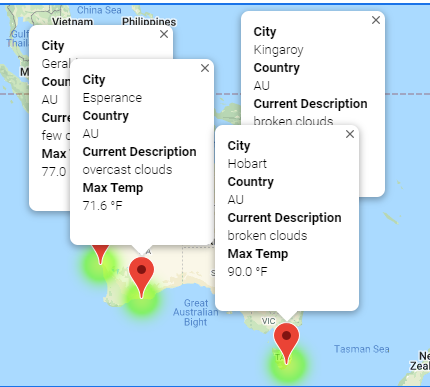 China Sea
Vietnam
Philippines
Gulf
Thaila
City
Geral
Coun
AU
Curre
few c
Max
77.0
City
Esperance
Country
AU
Current Description
overcast clouds
Max Temp
71.6 °F
City
Kingaroy
Country
AU
Current Description
broken clouds
City
Hobart
Country
AU
Current Description
broken clouds
Max Temp
90.0 °F
Great
Australian
Bight
VIC
Tasman Sea
Ne
Zeal